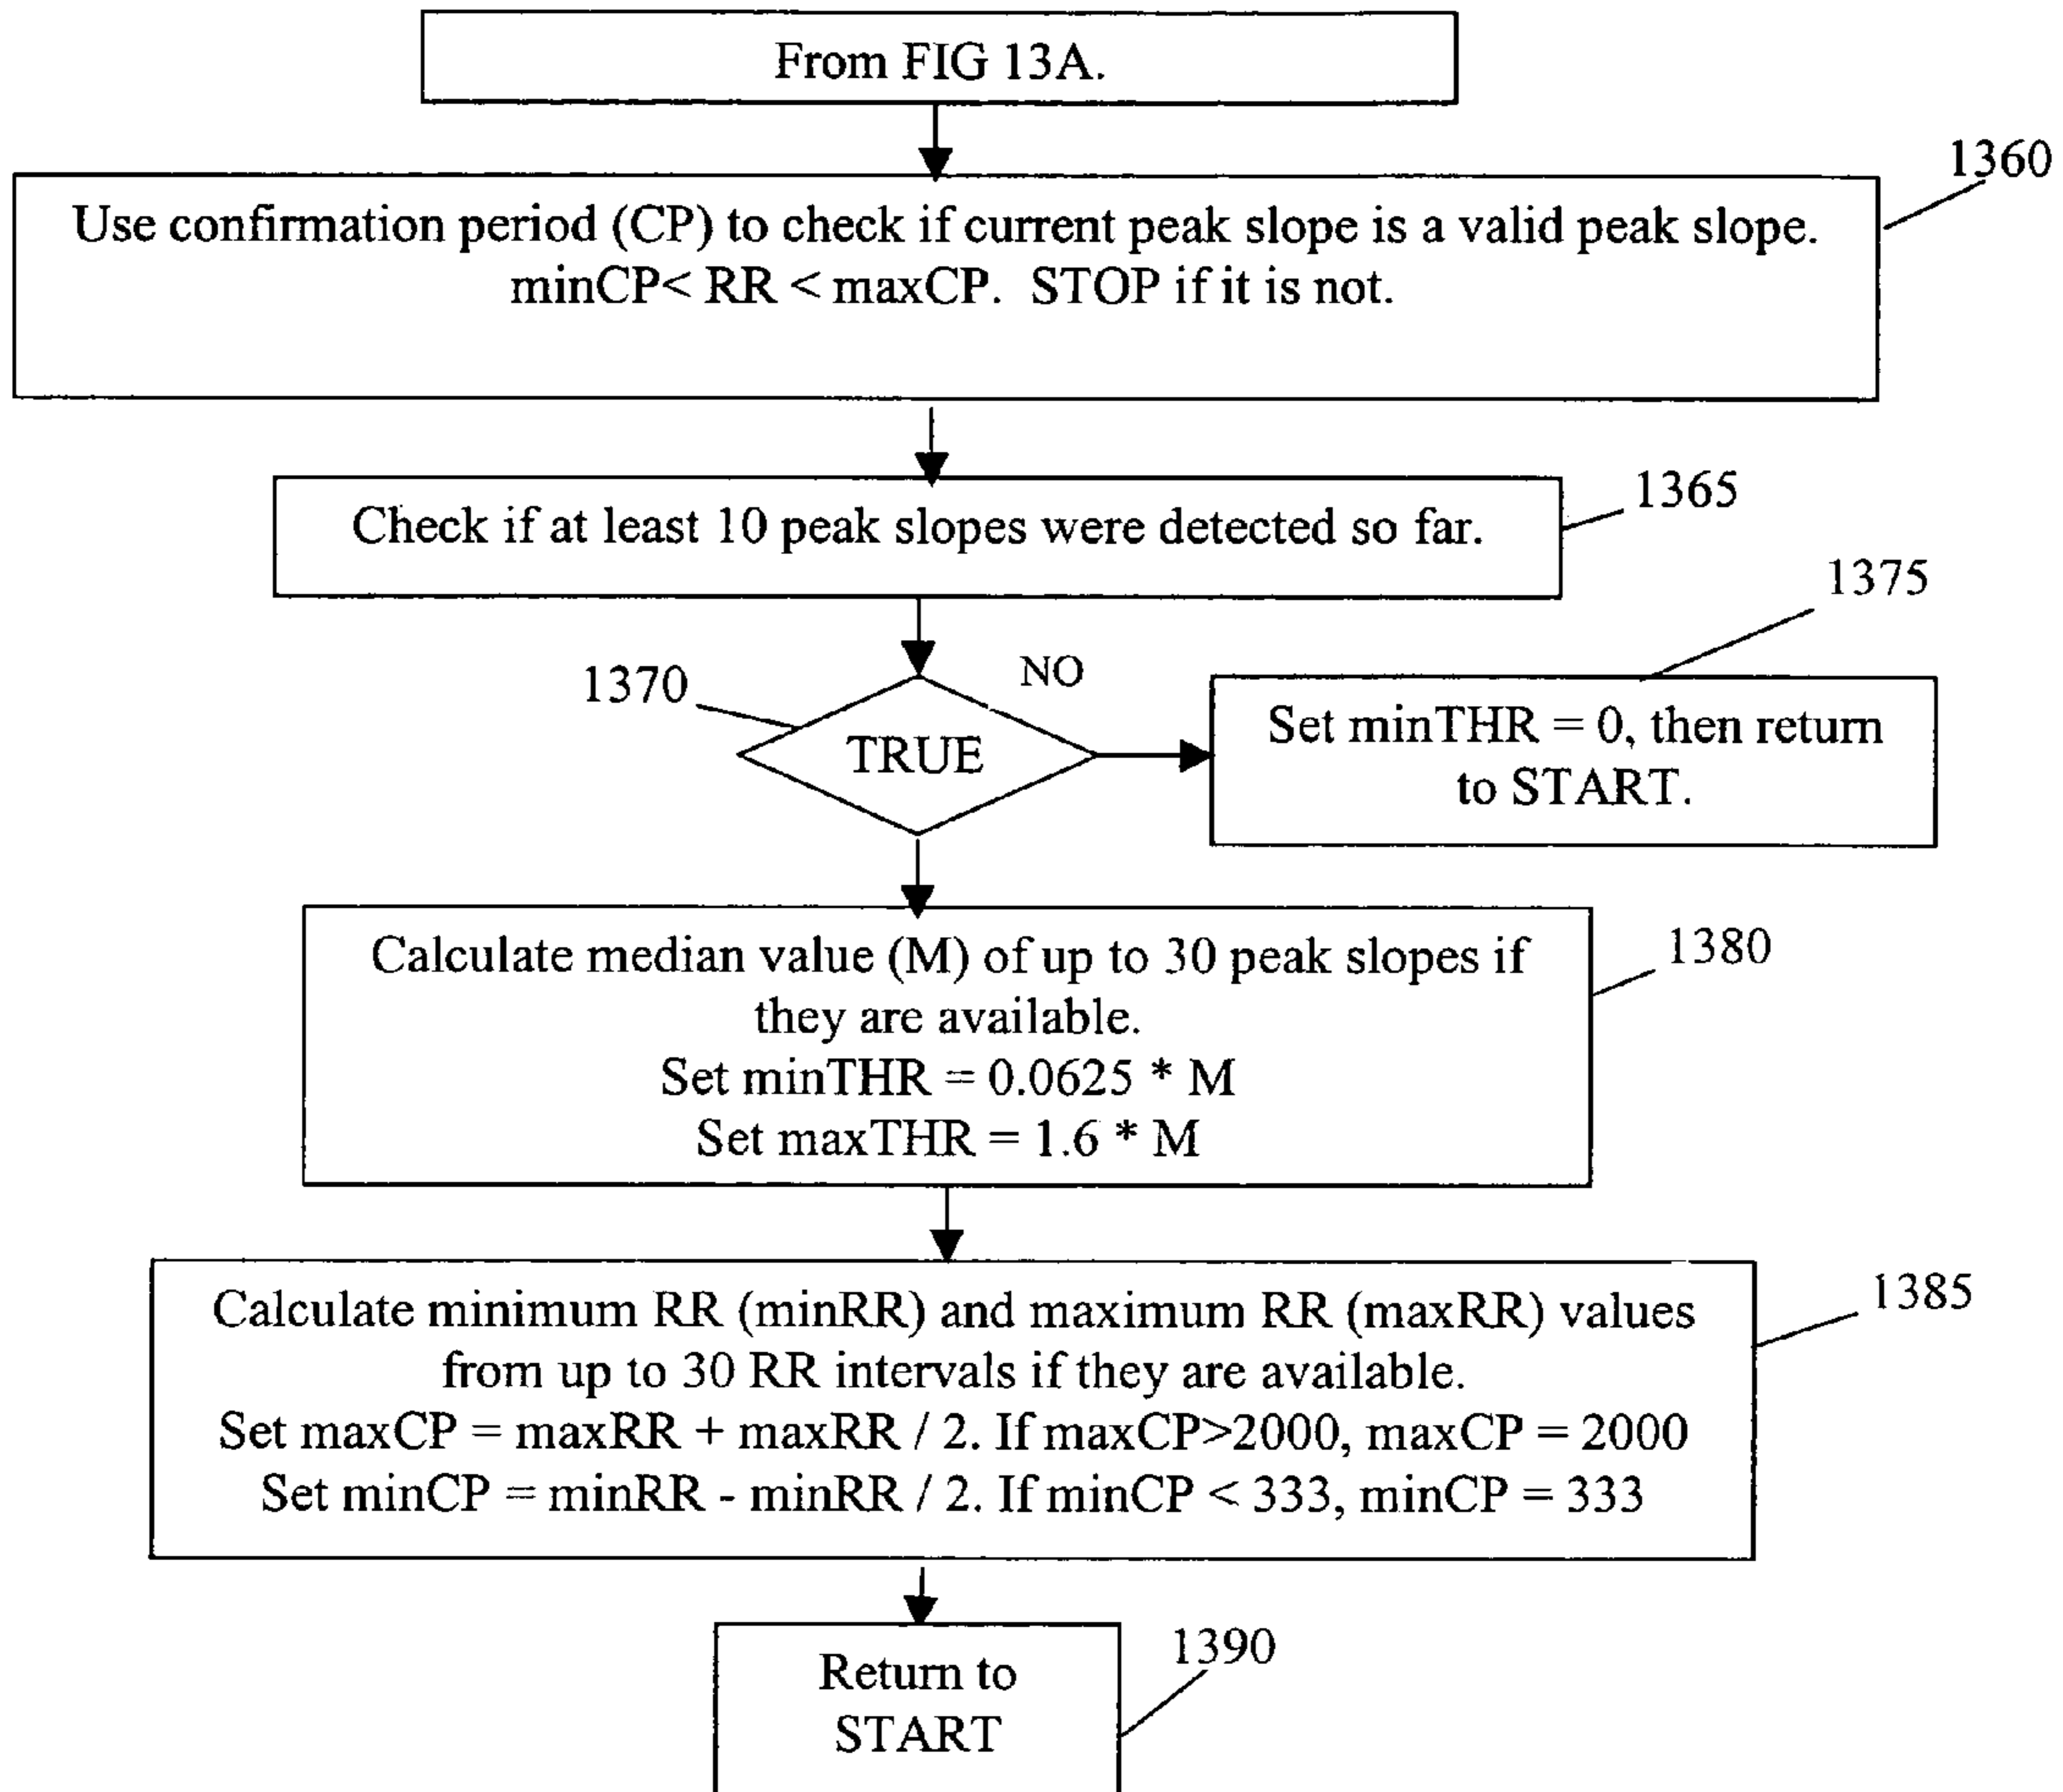 From FIG 13A.
1360
Use confirmation period (CP) to check if current peak slope is a valid peak slope.
minCP< RR < maxCP. STOP if it is not.
1365
Check if at least 10 peak slopes were detected so far.
1375
1370
NO
TRUE
Set minTHR = 0, then return
to START.
1380
Calculate median value (M) of up to 30 peak slopes if
they are available.
Set minTHR = 0.0625 * M
Set maxTHR = 1.6 * M
1385
Calculate minimum RR (minRR) and maximum RR (maxRR) values
from up to 30 RR intervals if they are available.
Set maxCP = maxRR + maxRR / 2. If maxCP>2000, maxCP = 2000
Set minCP = minRR - minRR / 2. If minCP < 333, minCP = 333
1390
Return to
START